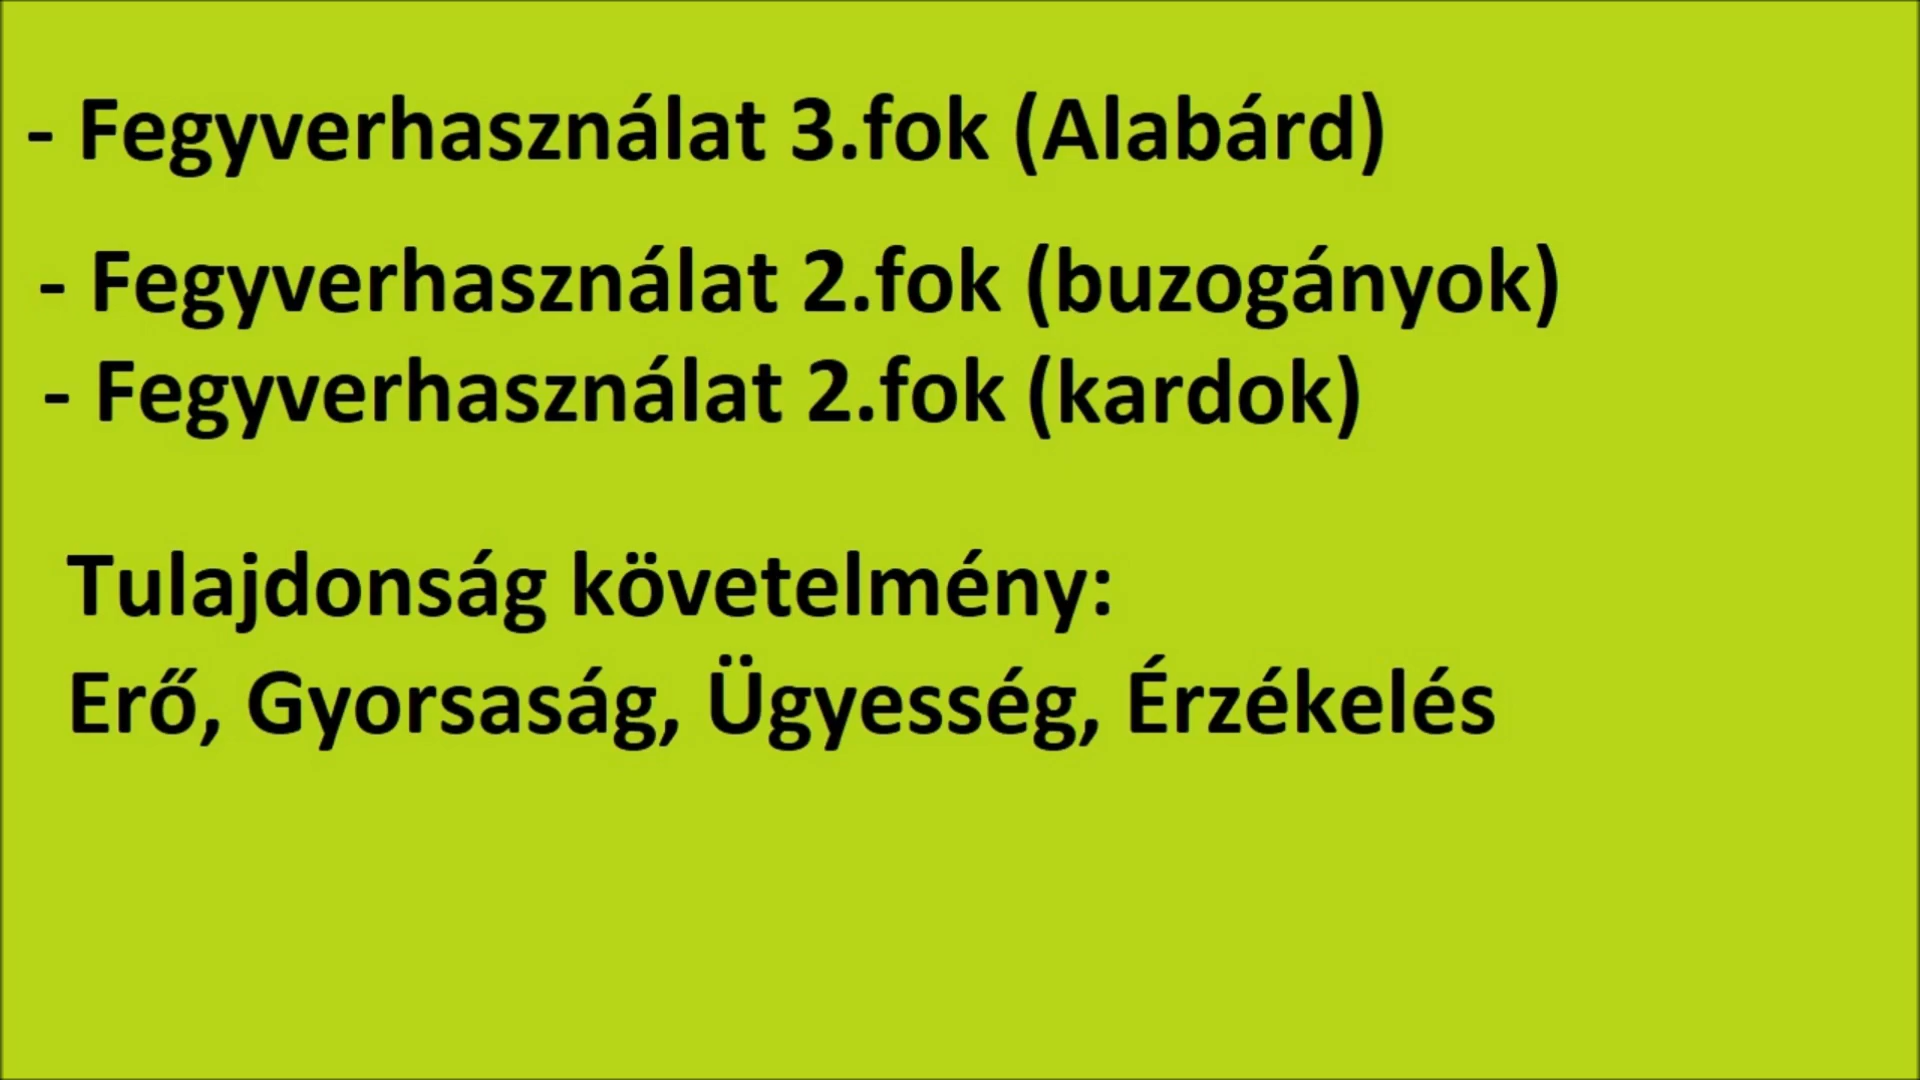 - Fegyverhasználat 3.fok (Alabárd)
- Fegyverhasználat 2.fok (buzogányok)
- Fegyverhasználat 2.fok (kardok)
Tulajdonság követelmény:
Erő, Gyorsaság, Ügyesség, Érzékelés